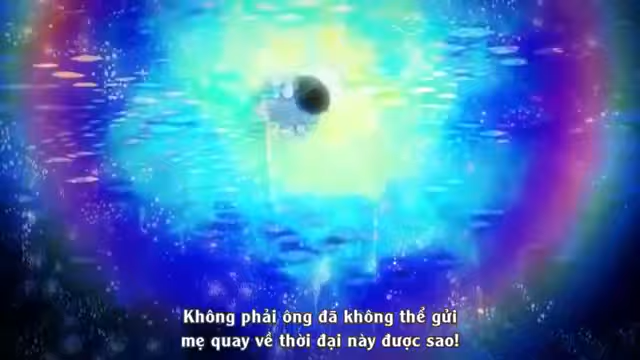 Không phải ông đã không thể gửi
mẹ quay về thời đại này được sao!